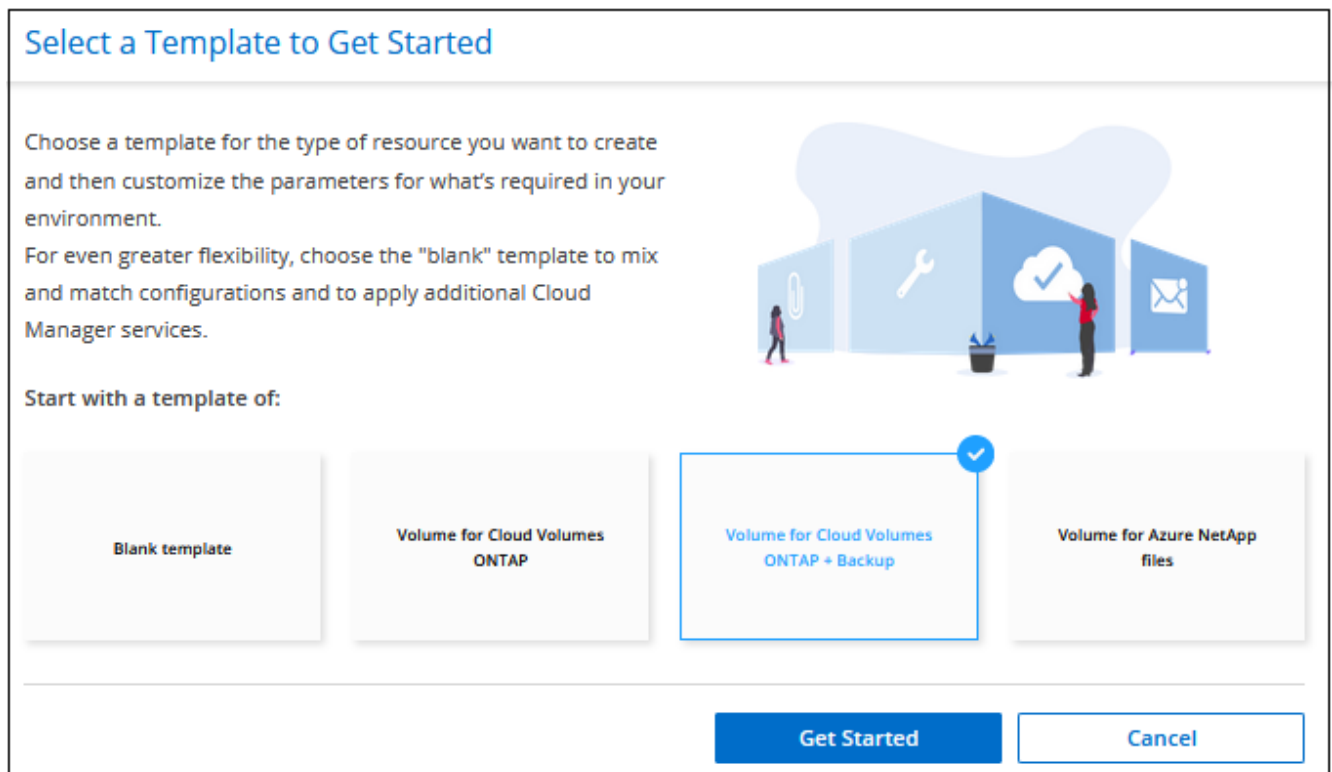 Select a Template to Get Started
Choose a template for the type of resource you want to create
and then customize the parameters for what's required in your
environment.
For even greater flexibility, choose the "blank" template to mix
and match configurations and to apply additional Cloud
Manager services.
Start with a template of:
Blank template
Volume for Cloud Volumes
ONTAP
Volume for Cloud Volumes
ONTAP + Backup
Volume for Azure NetApp
files
Get Started
Cancel